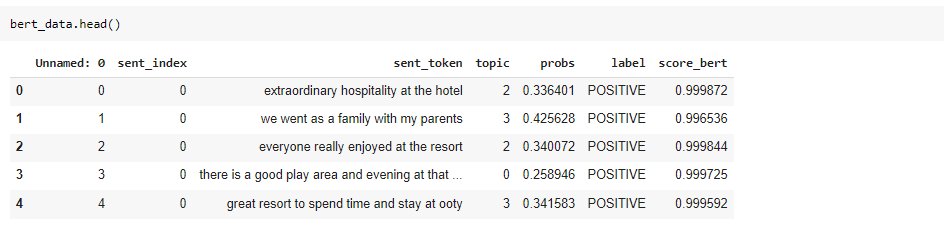 bert_data.head()
Unnamed: 0 sent_index sent_token topic probs label score_bert
0 0 0 extraordinary hospitality at the hotel 2 0.336401 POSITIVE 0.999872
1 1 0 we went as a family with my parents 3 0.425628 POSITIVE 0.996536
2 2 0 everyone really enjoyed at the resort 2 0.340072 POSITIVE 0.999844
3 3 0 there is a good play area and evening at that ... 0 0.258946 POSITIVE 0.999725
4 4 0 great resort to spend time and stay at ooty 3 0.341583 POSITIVE 0.999592